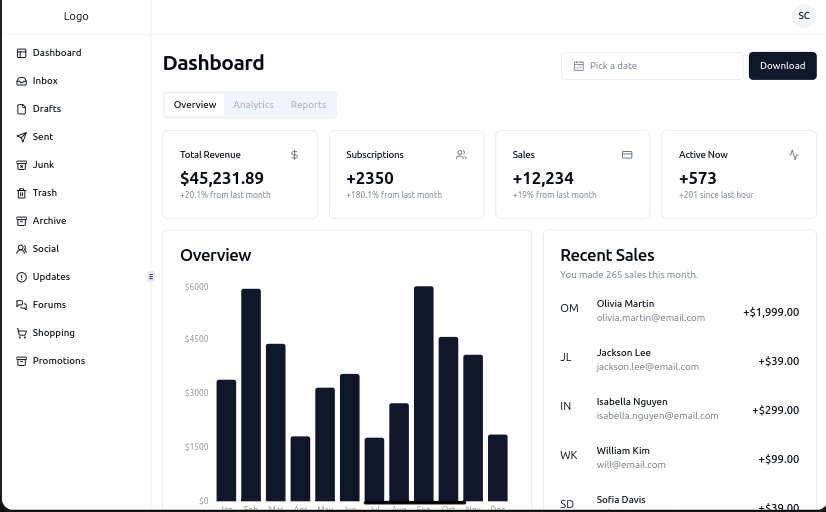 Logo
SC
Dashboard
Inbox
Drafts
Sent
Junk
Trash
Archive
Social
Updates
Forums
Shopping
Promotions
Dashboard
Pick a date
Download
Overview
Analytics
Reports
Total Revenue
$45,231.89
+20.1% from last month
Subscriptions
+2350
+180.1% from last month
Sales
+12,234
+19% from last month
Active Now
+573
+201 since last hour
Overview
$6000
$4500
$3000
$1500
$0
Jan Feb Mar Apr May Jun Jul Aug Sep Oct Nov Dec
Recent Sales
You made 265 sales this month.
OM
Olivia Martin
olivia.martin@email.com
+$1,999.00
JL
Jackson Lee
jackson.lee@email.com
+$39.00
IN
Isabella Nguyen
isabella.nguyen@email.com
+$299.00
WK
William Kim
will@email.com
+$99.00
SD
Sofia Davis
+$39.00